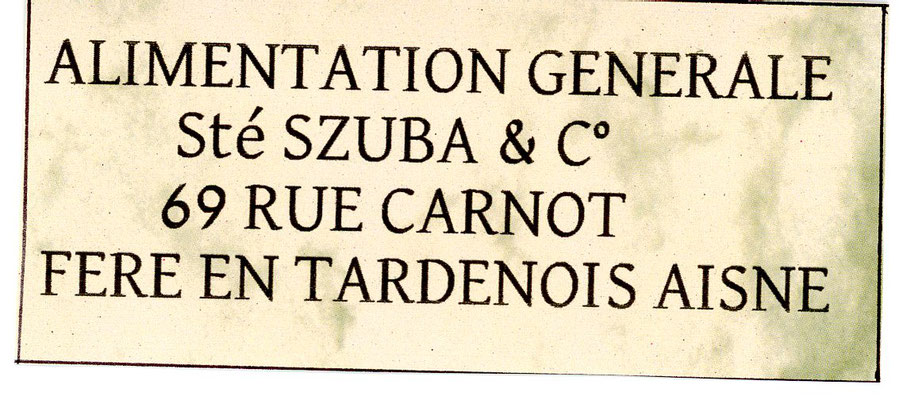 ALIMENTATION GENERALE
Sté SZUBA & C°
69 RUE CARNOT
FERE EN TARDENOIS AISNE